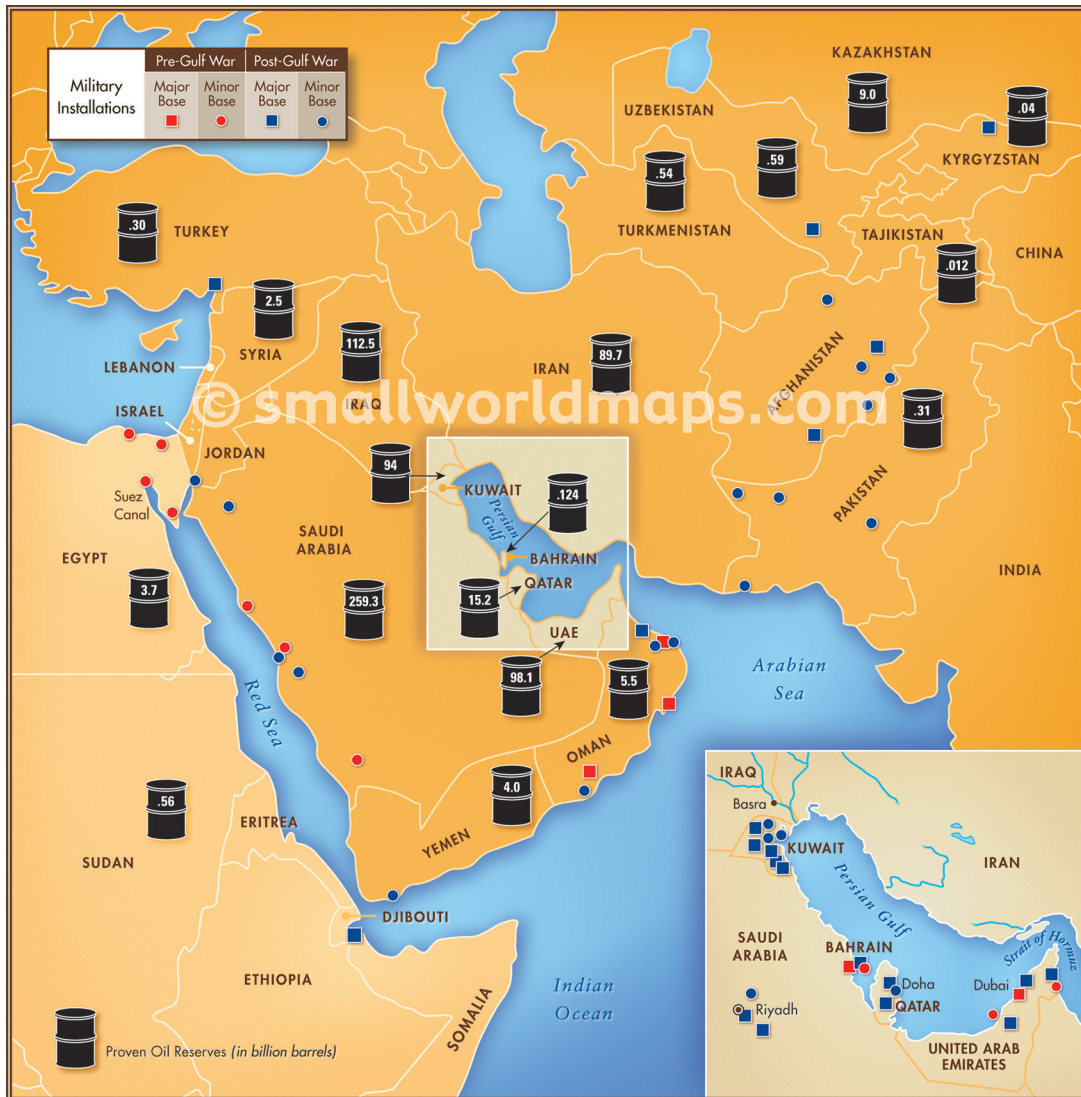 Military
Installations
Pre-Gulf War
Post-Gulf War
Major
Base
Minor
Base
Major
Base
Minor
Base
KAZAKHSTAN
9.0
.04
UZBEKISTAN
KYRGYZSTAN
.59
.54
TURKMENISTAN
TAJIKISTAN
CHINA
.012
.30
TURKEY
2.5
SYRIA
112.5
IRAQ
89.7
IRAN
AFGHANISTAN
LEBANON
© smallworldmaps.com
.31
ISRAEL
JORDAN
94
KUWAIT
Persian
Gulf
.124
PAKISTAN
Suez
Canal
SAUDI
ARABIA
EGYPT
BAHRAIN
QATAR
INDIA
3.7
259.3
15.2
UAE
98.1
5.5
Arabian
Sea
Red Sea
OMAN
.56
4.0
ERITREA
YEMEN
SUDAN
DJIBOUTI
ETHIOPIA
SOMALIA
Indian
Ocean
Proven Oil Reserves (in billion barrels)
IRAQ
Basra
KUWAIT
IRAN
Persian Gulf
SAUDI
ARABIA
BAHRAIN
Strait of Hormuz
Doha
Dubai
QATAR
Riyadh
UNITED ARAB
EMIRATES